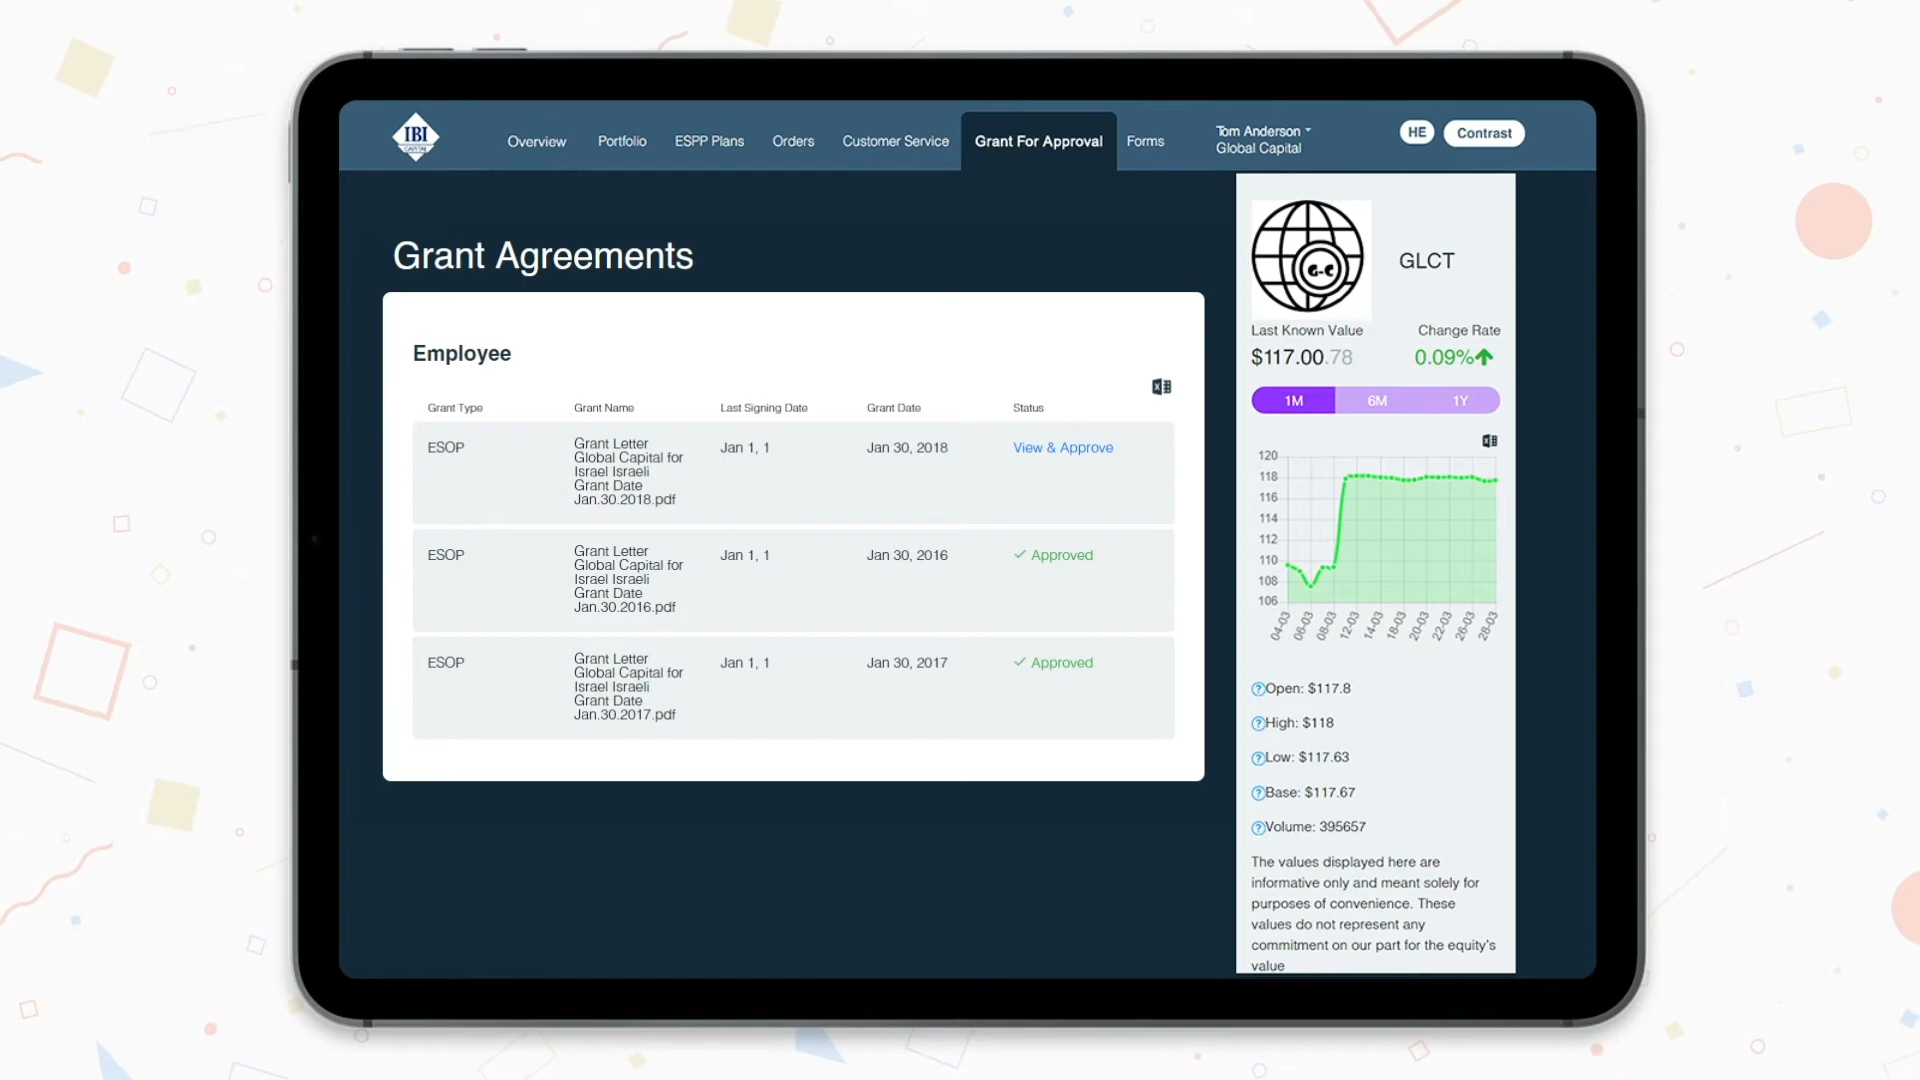 IBI
CAPITAL
Overview
Portfolio
ESPP Plans
Orders
Customer Service
Grant For Approval
Forms
Tom Anderson
Global Capital
HE
Contrast
Grant Agreements
Employee
Grant Type
Grant Name
Last Signing Date
Grant Date
Status
ESOP
Grant Letter
Global Capital for
Israel Israeli
Grant Date
Jan.30.2018.pdf
Jan 1, 1
Jan 30, 2018
View & Approve
ESOP
Grant Letter
Global Capital for
Israel Israeli
Grant Date
Jan.30.2016.pdf
Jan 1, 1
Jan 30, 2016
Approved
ESOP
Grant Letter
Global Capital for
Israel Israeli
Grant Date
Jan.30.2017.pdf
Jan 1, 1
Jan 30, 2017
Approved
G-C
GLCT
Last Known Value
Change Rate
$117.00.78
0.09%
1M
6M
1Y
120
118
116
114
112
110
108
106
04-03
06-03
08-03
12-03
14-03
18-03
20-03
22-03
26-03
28-03
Open: $117.8
High: $118
Low: $117.63
Base: $117.67
Volume: 395657
The values displayed here are
informative only and meant solely for
purposes of convenience. These
values do not represent any
commitment on our part for the equity's
value